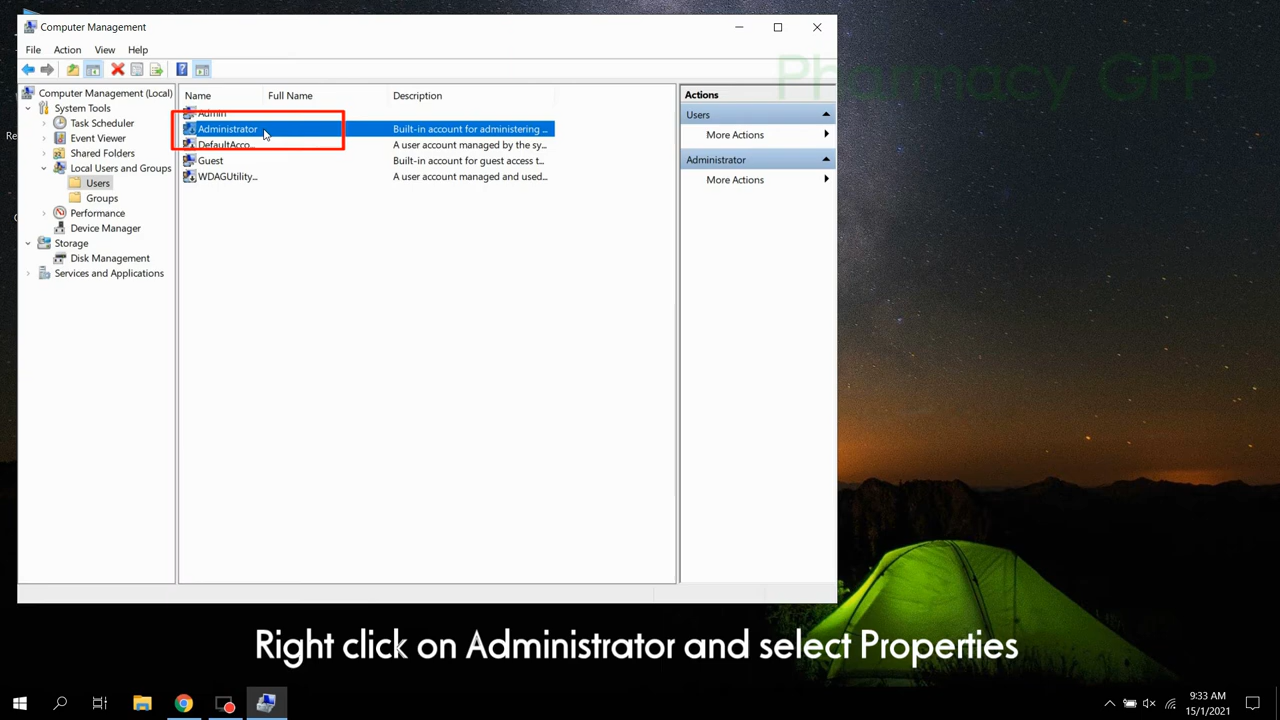 Computer Management
File Action View Help
Pharmacy GPP
Computer Management (Local)
System Tools
Task Scheduler
Event Viewer
Shared Folders
Local Users and Groups
Users
Groups
Performance
Device Manager
Storage
Disk Management
Services and Applications
Name Full Name Description
Admin
Administrator Built-in account for administering ...
DefaultAcco... A user account managed by the sy...
Guest Built-in account for guest access t...
WDAGUtility... A user account managed and used...
Actions
Users
More Actions
Administrator
More Actions
Right click on Administrator and select Properties
9:33 AM
15/1/2021